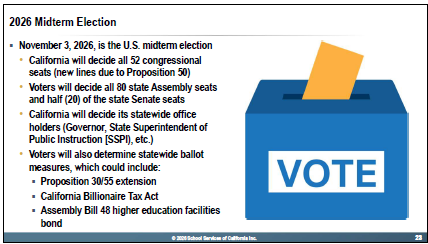 2026 Midterm Election
November 3, 2026, is the U.S. midterm election
California will decide all 52 congressional
seats (new lines due to Proposition 50)
Voters will decide all 80 state Assembly seats
and half (20) of the state Senate seats
California will decide its statewide office
holders (Governor, State Superintendent of
Public Instruction [SSPI), etc.)
Voters will also determine statewide ballot
measures, which could include:
Proposition 30/55 extension
California Billionaire Tax Act
Assembly Bill 48 higher education facilities
bond
VOTE
© 2026 School Services of California Inc.
23